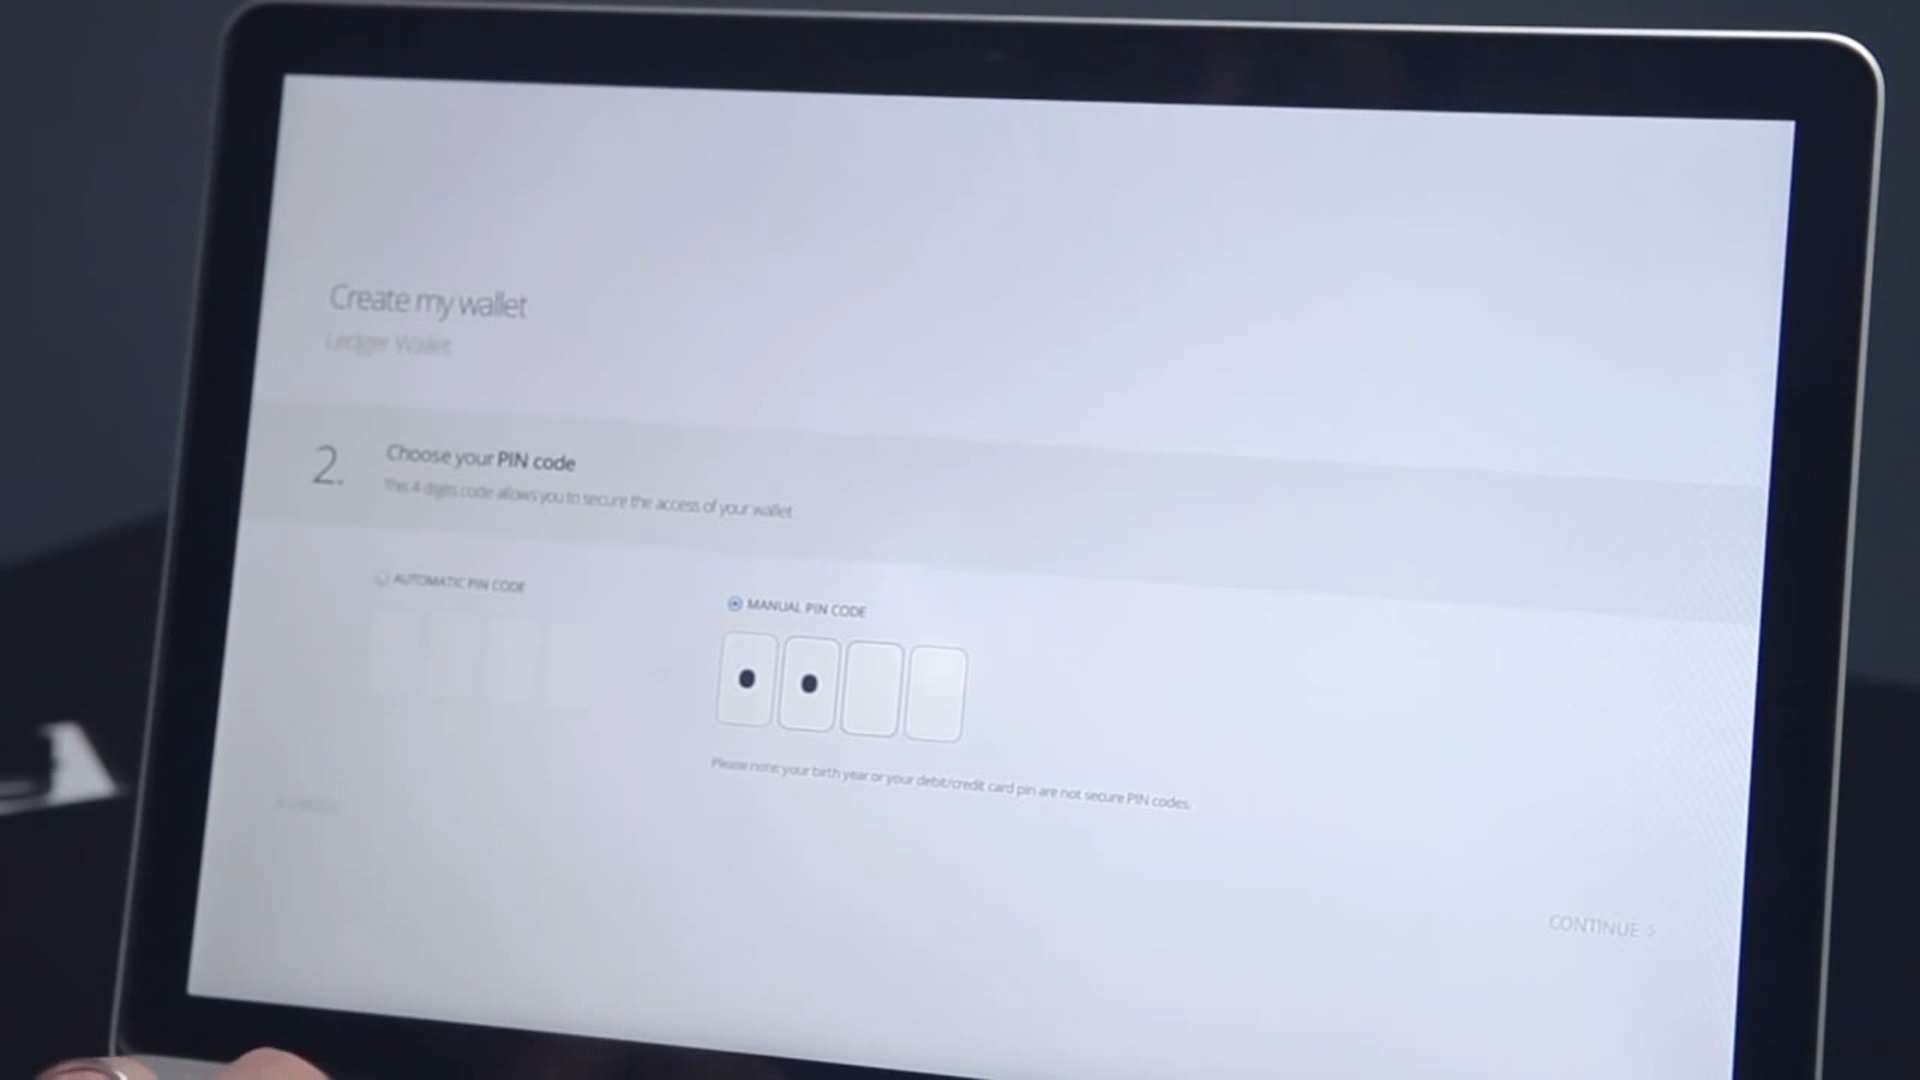 Create my wallet
Ledger Wallet
2.
Choose your PIN code
This 4 digits code allows you to secure the access of your wallet
AUTOMATIC PIN CODE
MANUAL PIN CODE
Please note: your birth year or your debit/credit card pin are not secure PIN codes.
CONTINUE >